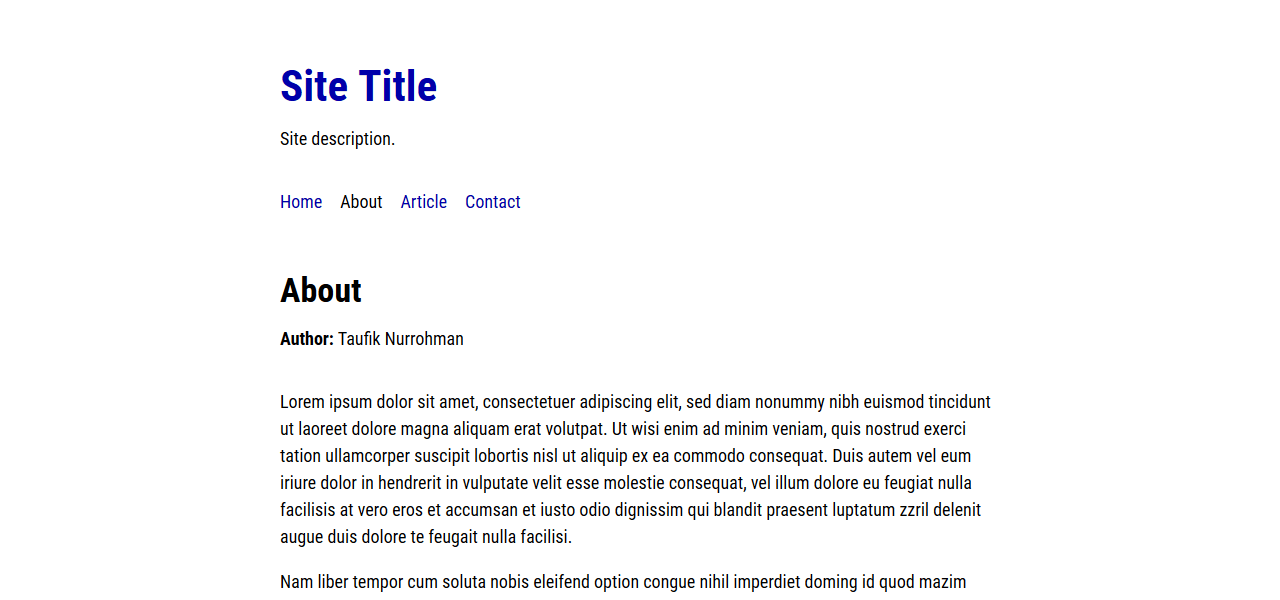 Site Title
Site description.
Home About Article Contact
About
Author: Taufik Nurrohman
Lorem ipsum dolor sit amet, consectetuer adipiscing elit, sed diam nonummy nibh euismod tincidunt
ut laoreet dolore magna aliquam erat volutpat. Ut wisi enim ad minim veniam, quis nostrud exerci
tation ullamcorper suscipit lobortis nisl ut aliquip ex ea commodo consequat. Duis autem vel eum
iriure dolor in hendrerit in vulputate velit esse molestie consequat, vel illum dolore eu feugiat nulla
facilisis at vero eros et accumsan et iusto odio dignissim qui blandit praesent luptatum zzril delenit
augue duis dolore te feugait nulla facilisi.
Nam liber tempor cum soluta nobis eleifend option congue nihil imperdiet doming id quod mazim